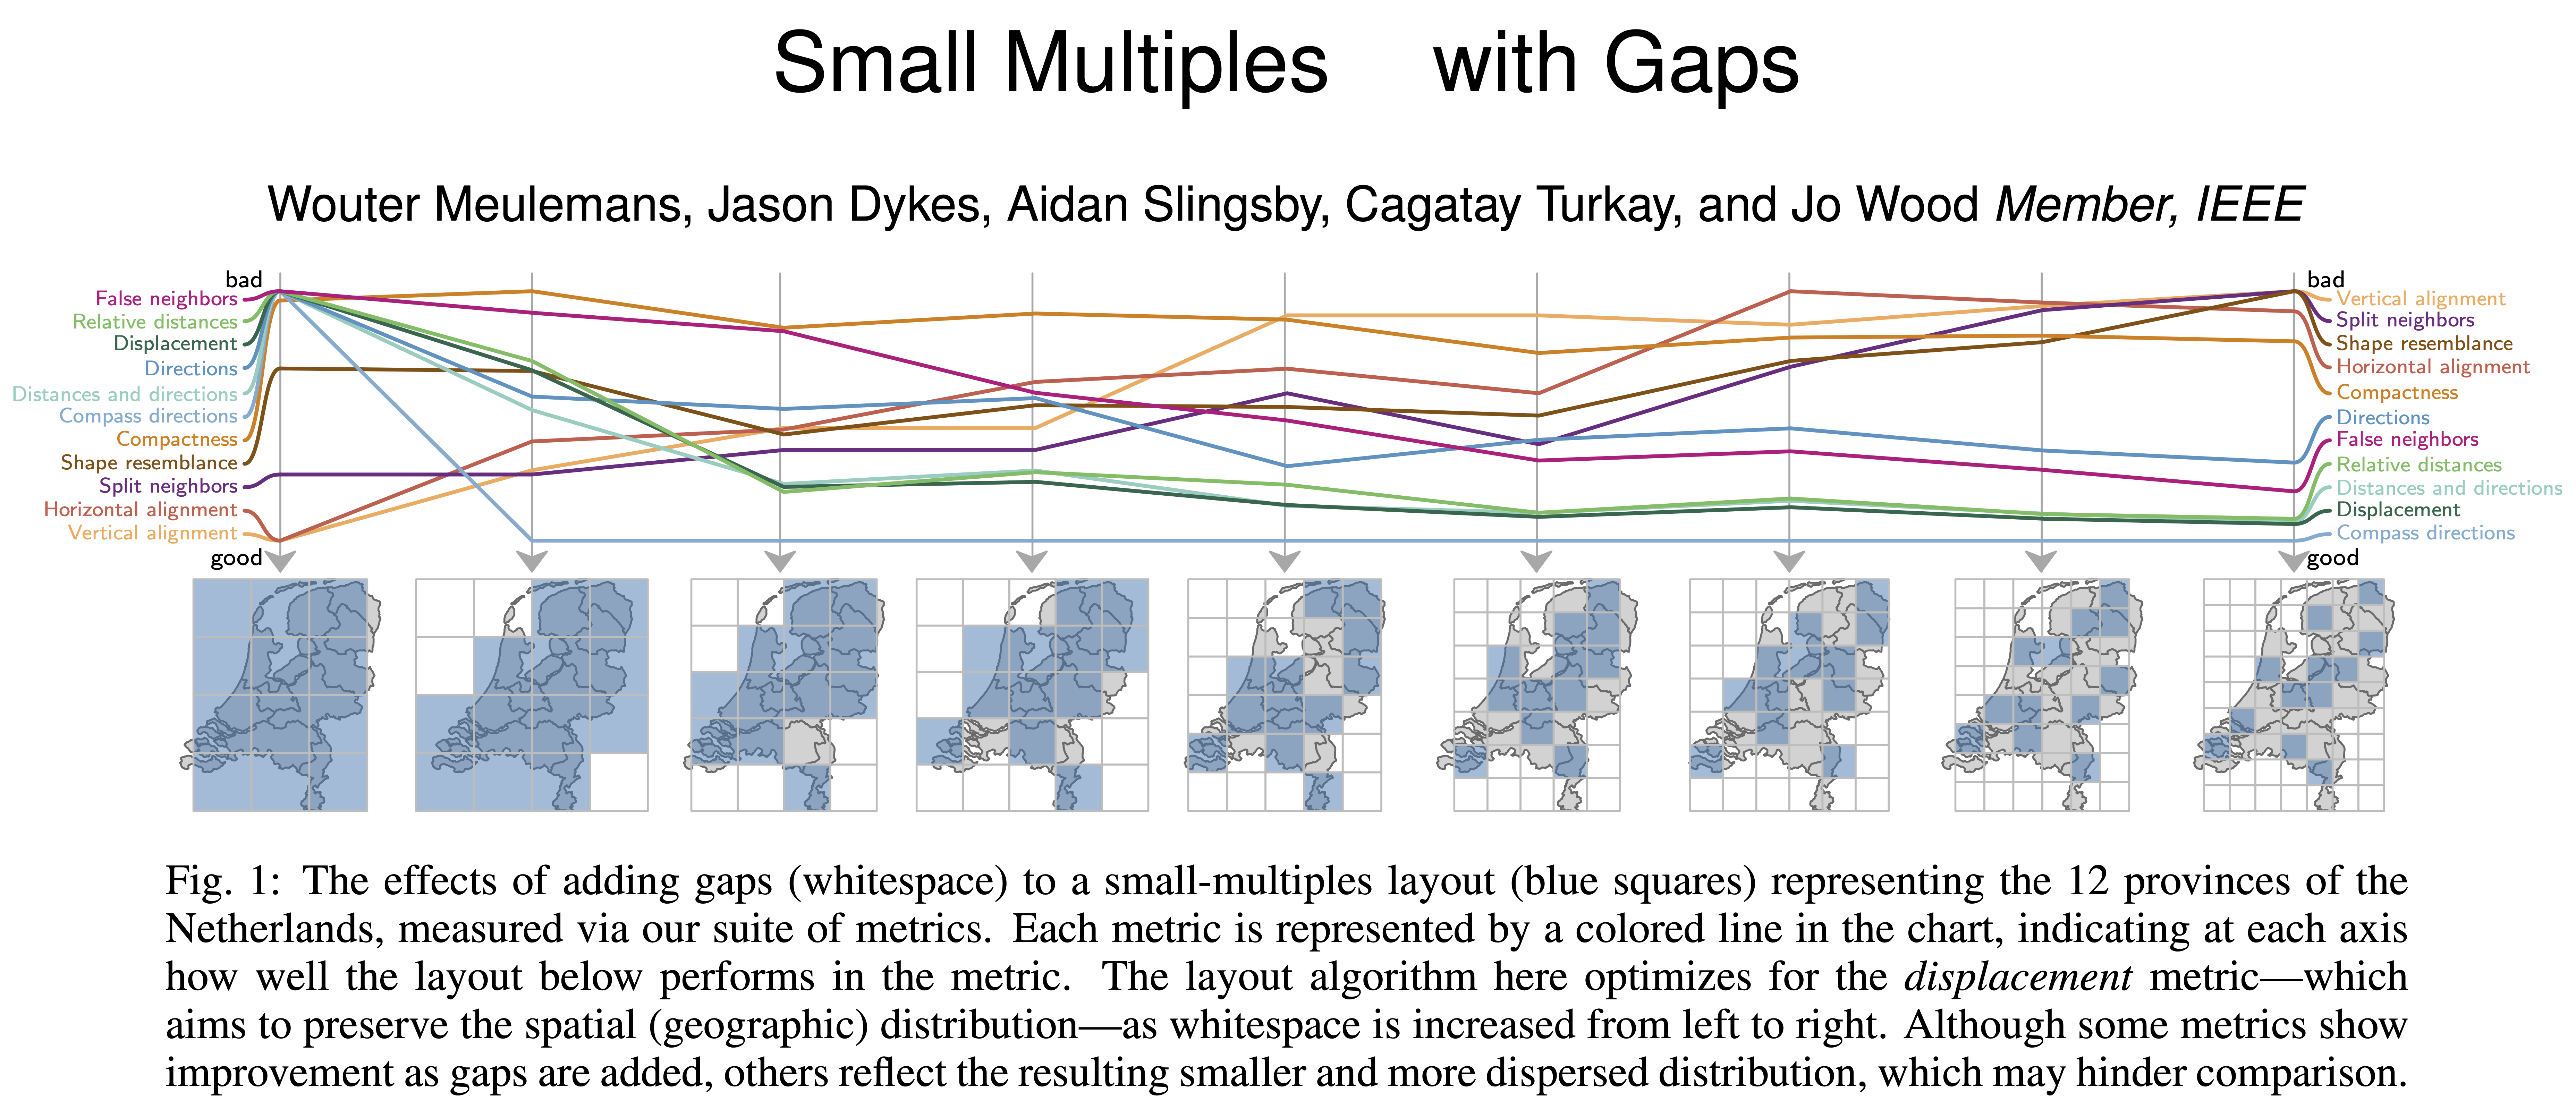 Small Multiples with Gaps
Wouter Meulemans, Jason Dykes, Aidan Slingsby, Cagatay Turkay, and Jo Wood Member, IEEE
bad
False neighbors
Relative distances
Displacement
Directions
Distances and directions
Compass directions
Compactness
Shape resemblance
Split neighbors
Horizontal alignment
Vertical alignment
good
bad
Vertical alignment
Split neighbors
Shape resemblance
Horizontal alignment
Compactness
Directions
False neighbors
Relative distances
Distances and directions
Displacement
Compass directions
good
Fig. 1: The effects of adding gaps (whitespace) to a small-multiples layout (blue squares) representing the 12 provinces of the
Netherlands, measured via our suite of metrics. Each metric is represented by a colored line in the chart, indicating at each axis
how well the layout below performs in the metric. The layout algorithm here optimizes for the displacement metric—which
aims to preserve the spatial (geographic) distribution—as whitespace is increased from left to right. Although some metrics show
improvement as gaps are added, others reflect the resulting smaller and more dispersed distribution, which may hinder comparison.